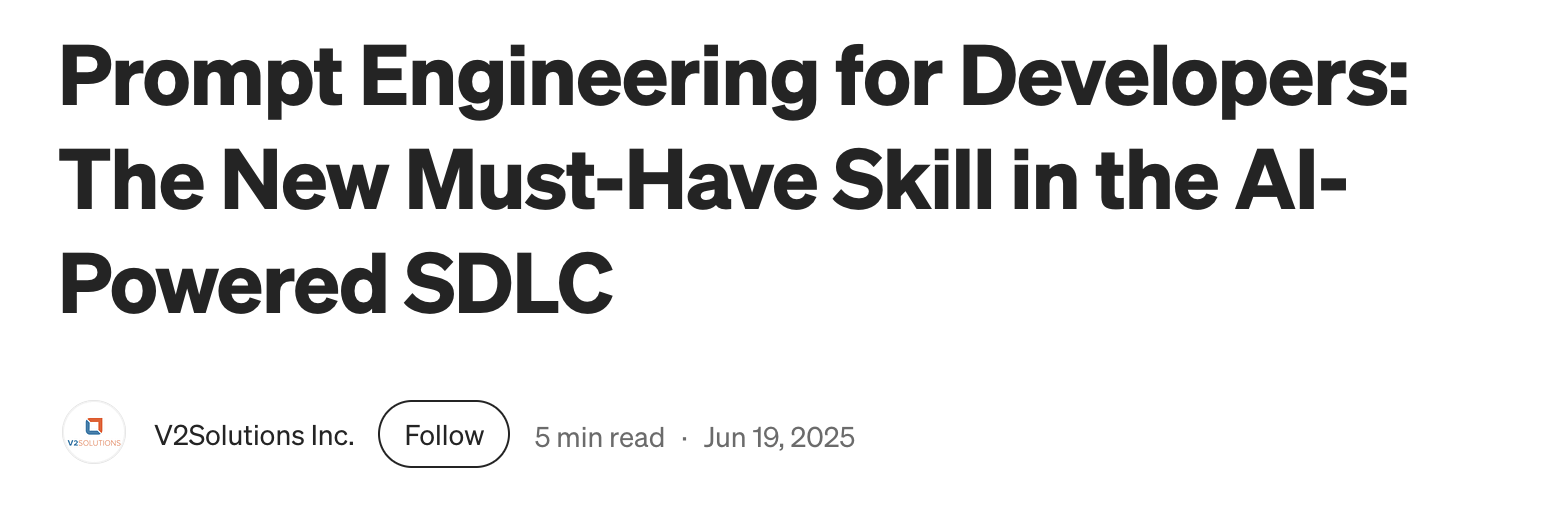 Prompt Engineering for Developers:
The New Must-Have Skill in the AI-
Powered SDLC
V2SOLUTIONS
V2Solutions Inc.
Follow
5 min read · Jun 19, 2025